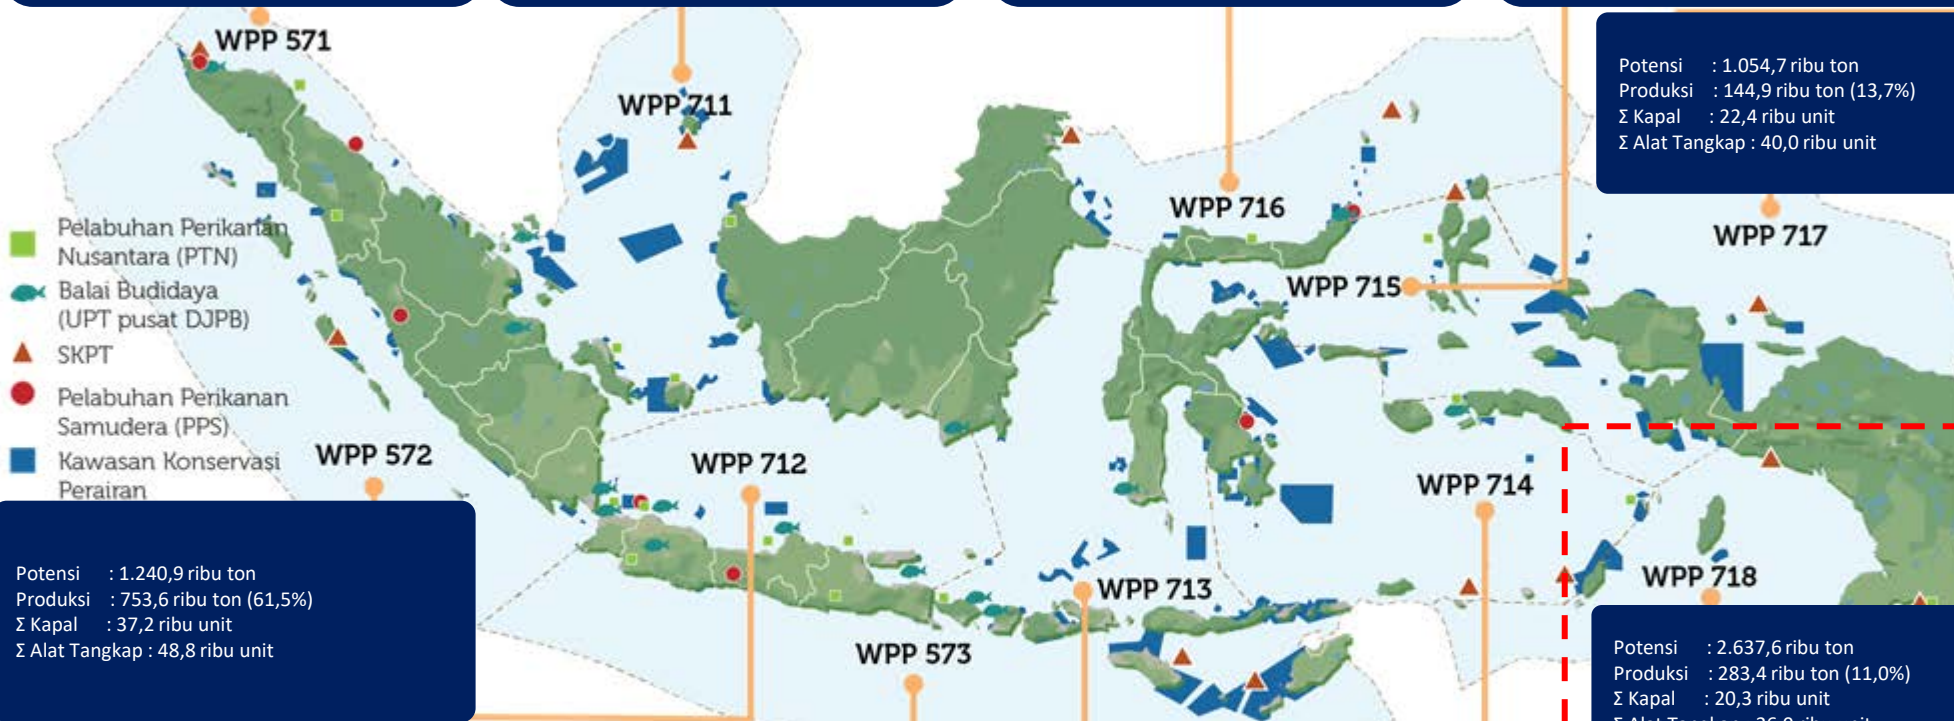 WPP 571
WPP 711
Potensi : 1.054,7 ribu ton
Produksi : 144,9 ribu ton (13,7%)
Σ Kapal : 22,4 ribu unit
Σ Alat Tangkap : 40,0 ribu unit
WPP 716
WPP 717
WPP 715
Pelabuhan Perikanan
Nusantara (PTN)
Balai Budidaya
(UPT pusat DJPB)
SKPT
Pelabuhan Perikanan
Samudera (PPS)
Kawasan Konservasi
Perairan
WPP 572
WPP 712
WPP 714
WPP 713
WPP 718
WPP 573
Potensi : 1.240,9 ribu ton
Produksi : 753,6 ribu ton (61,5%)
Σ Kapal : 37,2 ribu unit
Σ Alat Tangkap : 48,8 ribu unit
Potensi : 2.637,6 ribu ton
Produksi : 283,4 ribu ton (11,0%)
Σ Kapal : 20,3 ribu unit